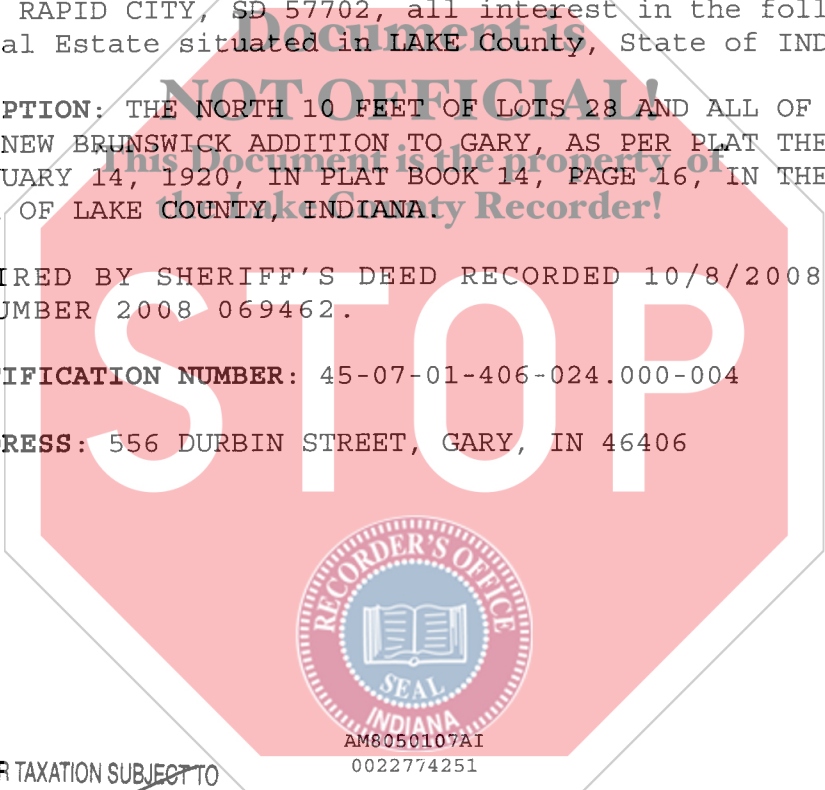 RAPID CITY, SD 57702, all interest in the foll
al Estate situated in LAKE County, State of IND
Document is
NOT OFFICIAL!
PTION: THE NORTH 10 FEET OF LOTS 28 AND ALL OF
NEW BRUNSWICK ADDITION TO GARY, AS PER PLAT THE
This Document is the property of
UARY 14, 1920, IN PLAT BOOK 14, PAGE 16, IN THE
the Lake County Recorder!
OF LAKE COUNTY, INDIANA.
IRED BY SHERIFF'S DEED RECORDED 10/8/2008
UMBER 2008 069462.
STOP
TIFICATION NUMBER: 45-07-01-406-024.000-004
RESS: 556 DURBIN STREET, GARY, IN 46406
RECORDER'S OFFICE
SEAL
INDIANA
AM8050107AI
0022774251
R TAXATION SUBJECT TO